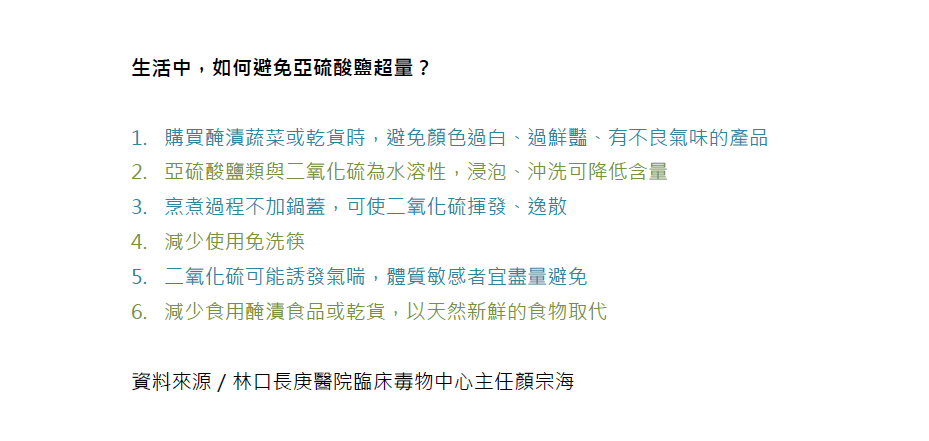 生活中，如何避免亞硫酸鹽超量？
1. 購買醃漬蔬菜或乾貨時，避免顏色過白、過鮮豔、有不良氣味的產品
2. 亞硫酸鹽類與二氧化硫為水溶性，浸泡、沖洗可降低含量
3. 烹煮過程不加鍋蓋，可使二氧化硫揮發、逸散
4. 減少使用免洗筷
5. 二氧化硫可能誘發氣喘，體質敏感者宜盡量避免
6. 減少食用醃漬食品或乾貨，以天然新鮮的食物取代
資料來源 / 林口長庚醫院臨床毒物中心主任顏宗海